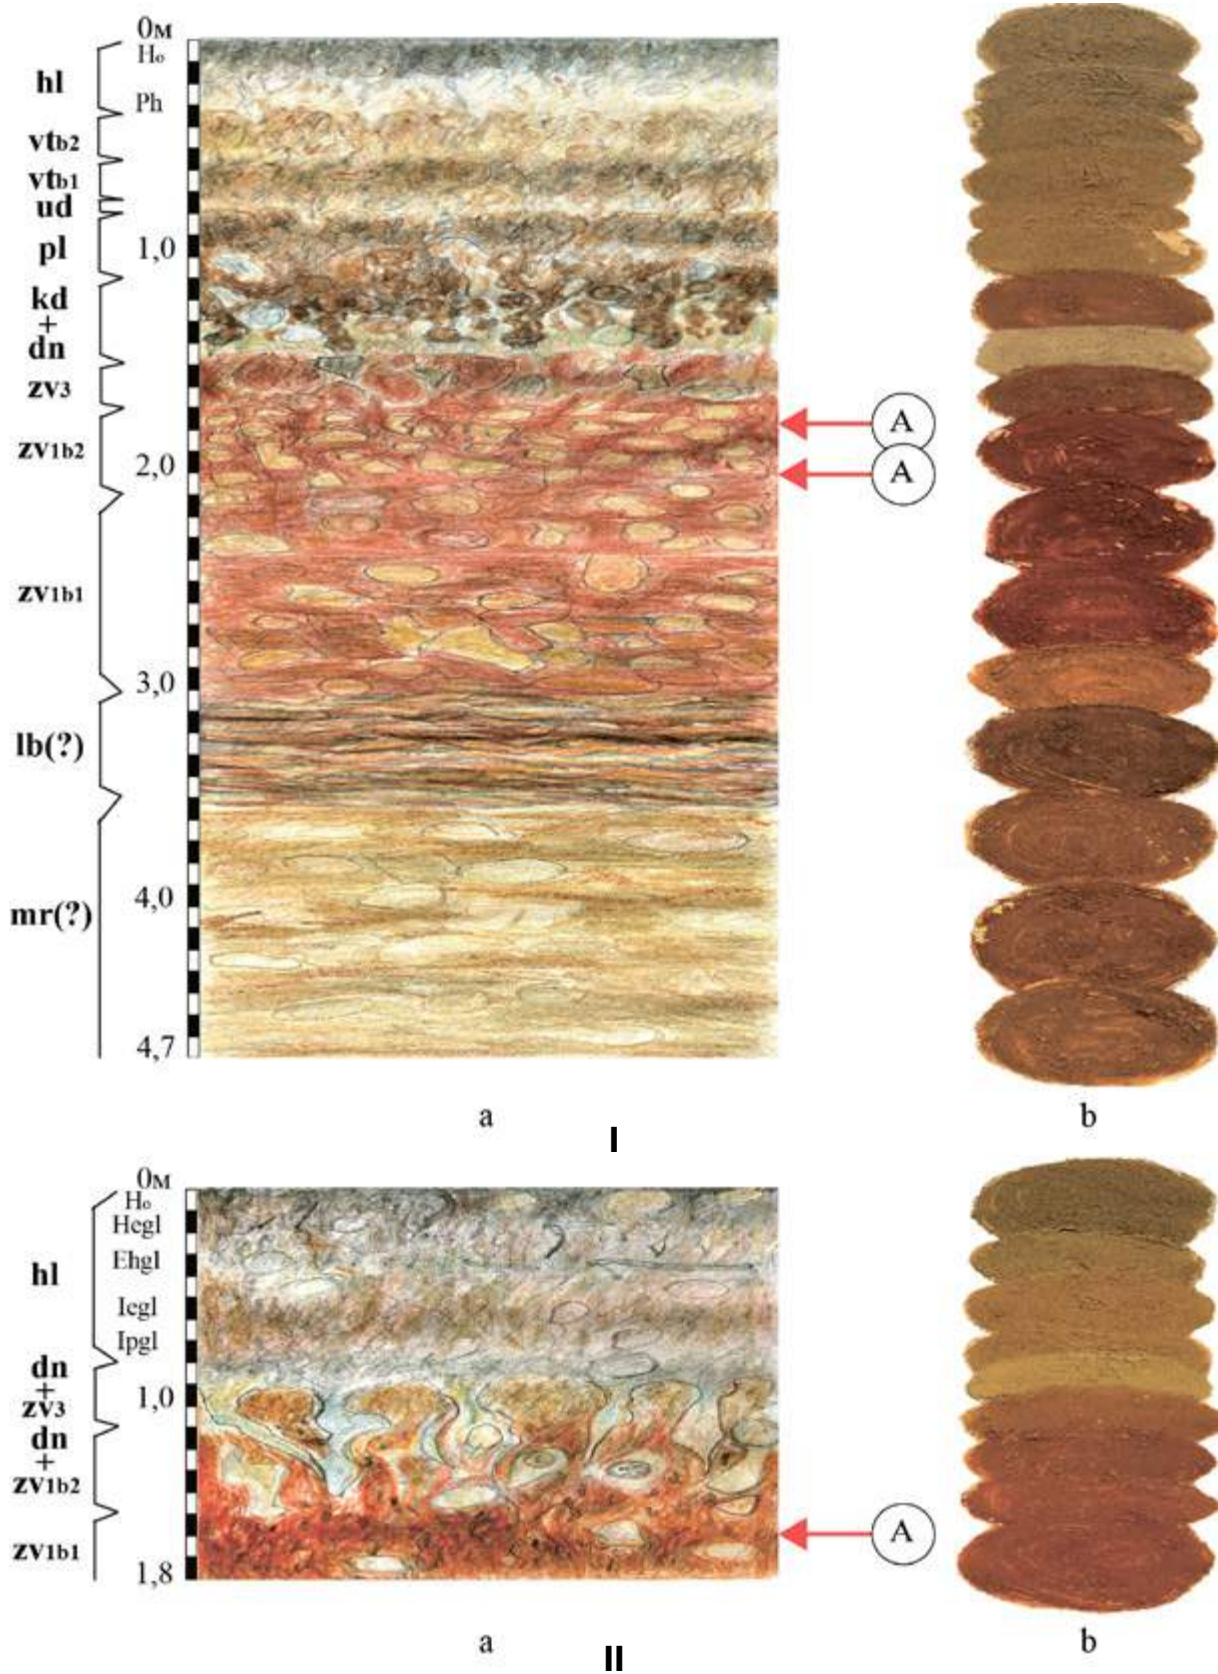 0м
Hₒ
hl
Ph
vtb2
vtb1
ud
pl
1,0
kd
+
dn
zv3
A
zv1b2
2,0
A
zv1b1
3,0
lb(?)
4,0
mr(?)
4,7
a
b
I
0м
Hₒ
Hegl
Ehgl
hl
Iegl
Ipgl
dn
+
zv3
1,0
dn
+
zv1b2
A
zv1b1
1,8
a
b
II